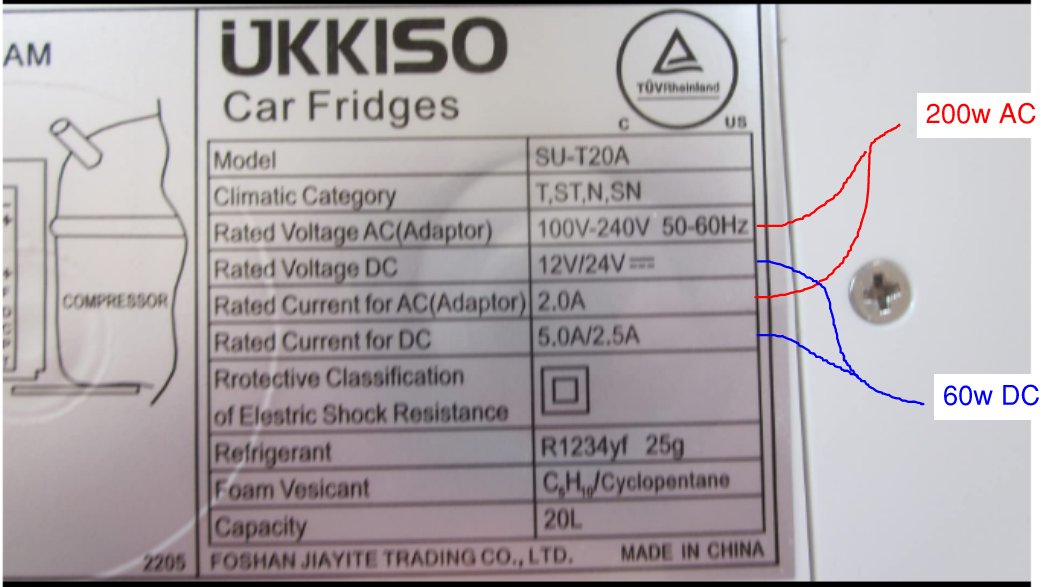 AM
COMPRESSOR
2205
ÜKKISO
Car Fridges
TÜVRheinland
C US
Model SU-T20A
Climatic Category T,ST,N,SN
Rated Voltage AC(Adaptor) 100V-240V 50-60Hz
Rated Voltage DC 12V/24V⎓
Rated Current for AC(Adaptor) 2.0A
Rated Current for DC 5.0A/2.5A
Rrotective Classification
of Elestric Shock Resistance
Refrigerant R1234yf 25g
Foam Vesicant C₅H₁₀/Cyclopentane
Capacity 20L
FOSHAN JIAYITE TRADING CO., LTD. MADE IN CHINA
200w AC
60w DC